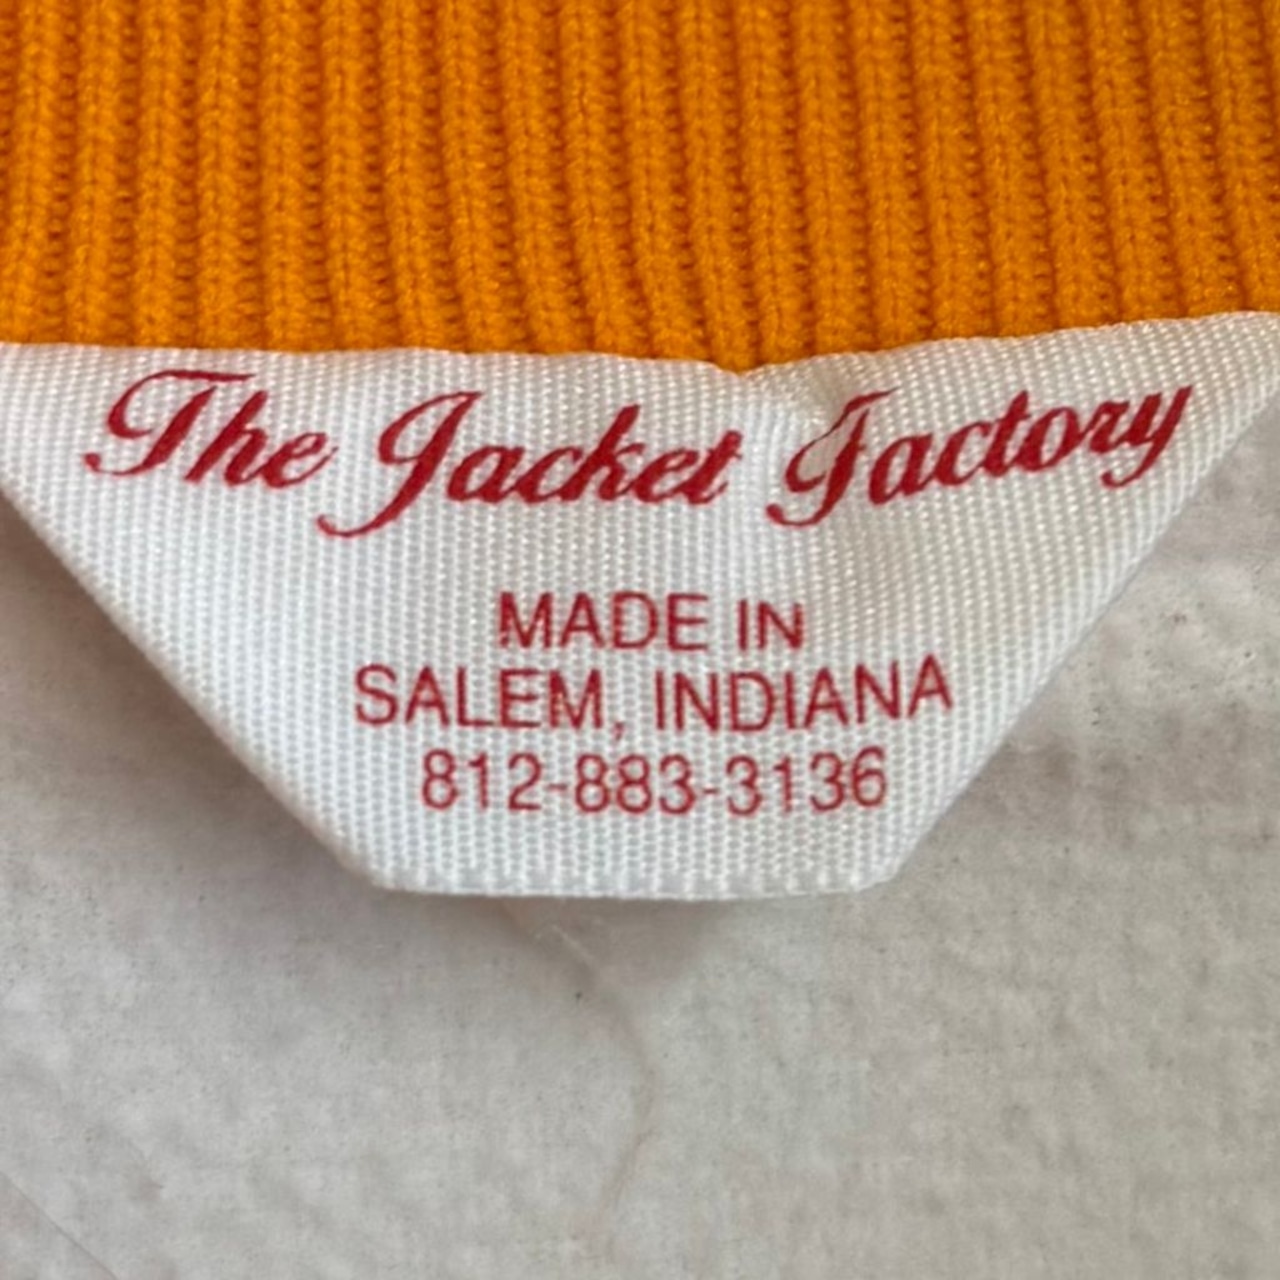 The Jacket Factory
MADE IN
SALEM, INDIANA
812-883-3136